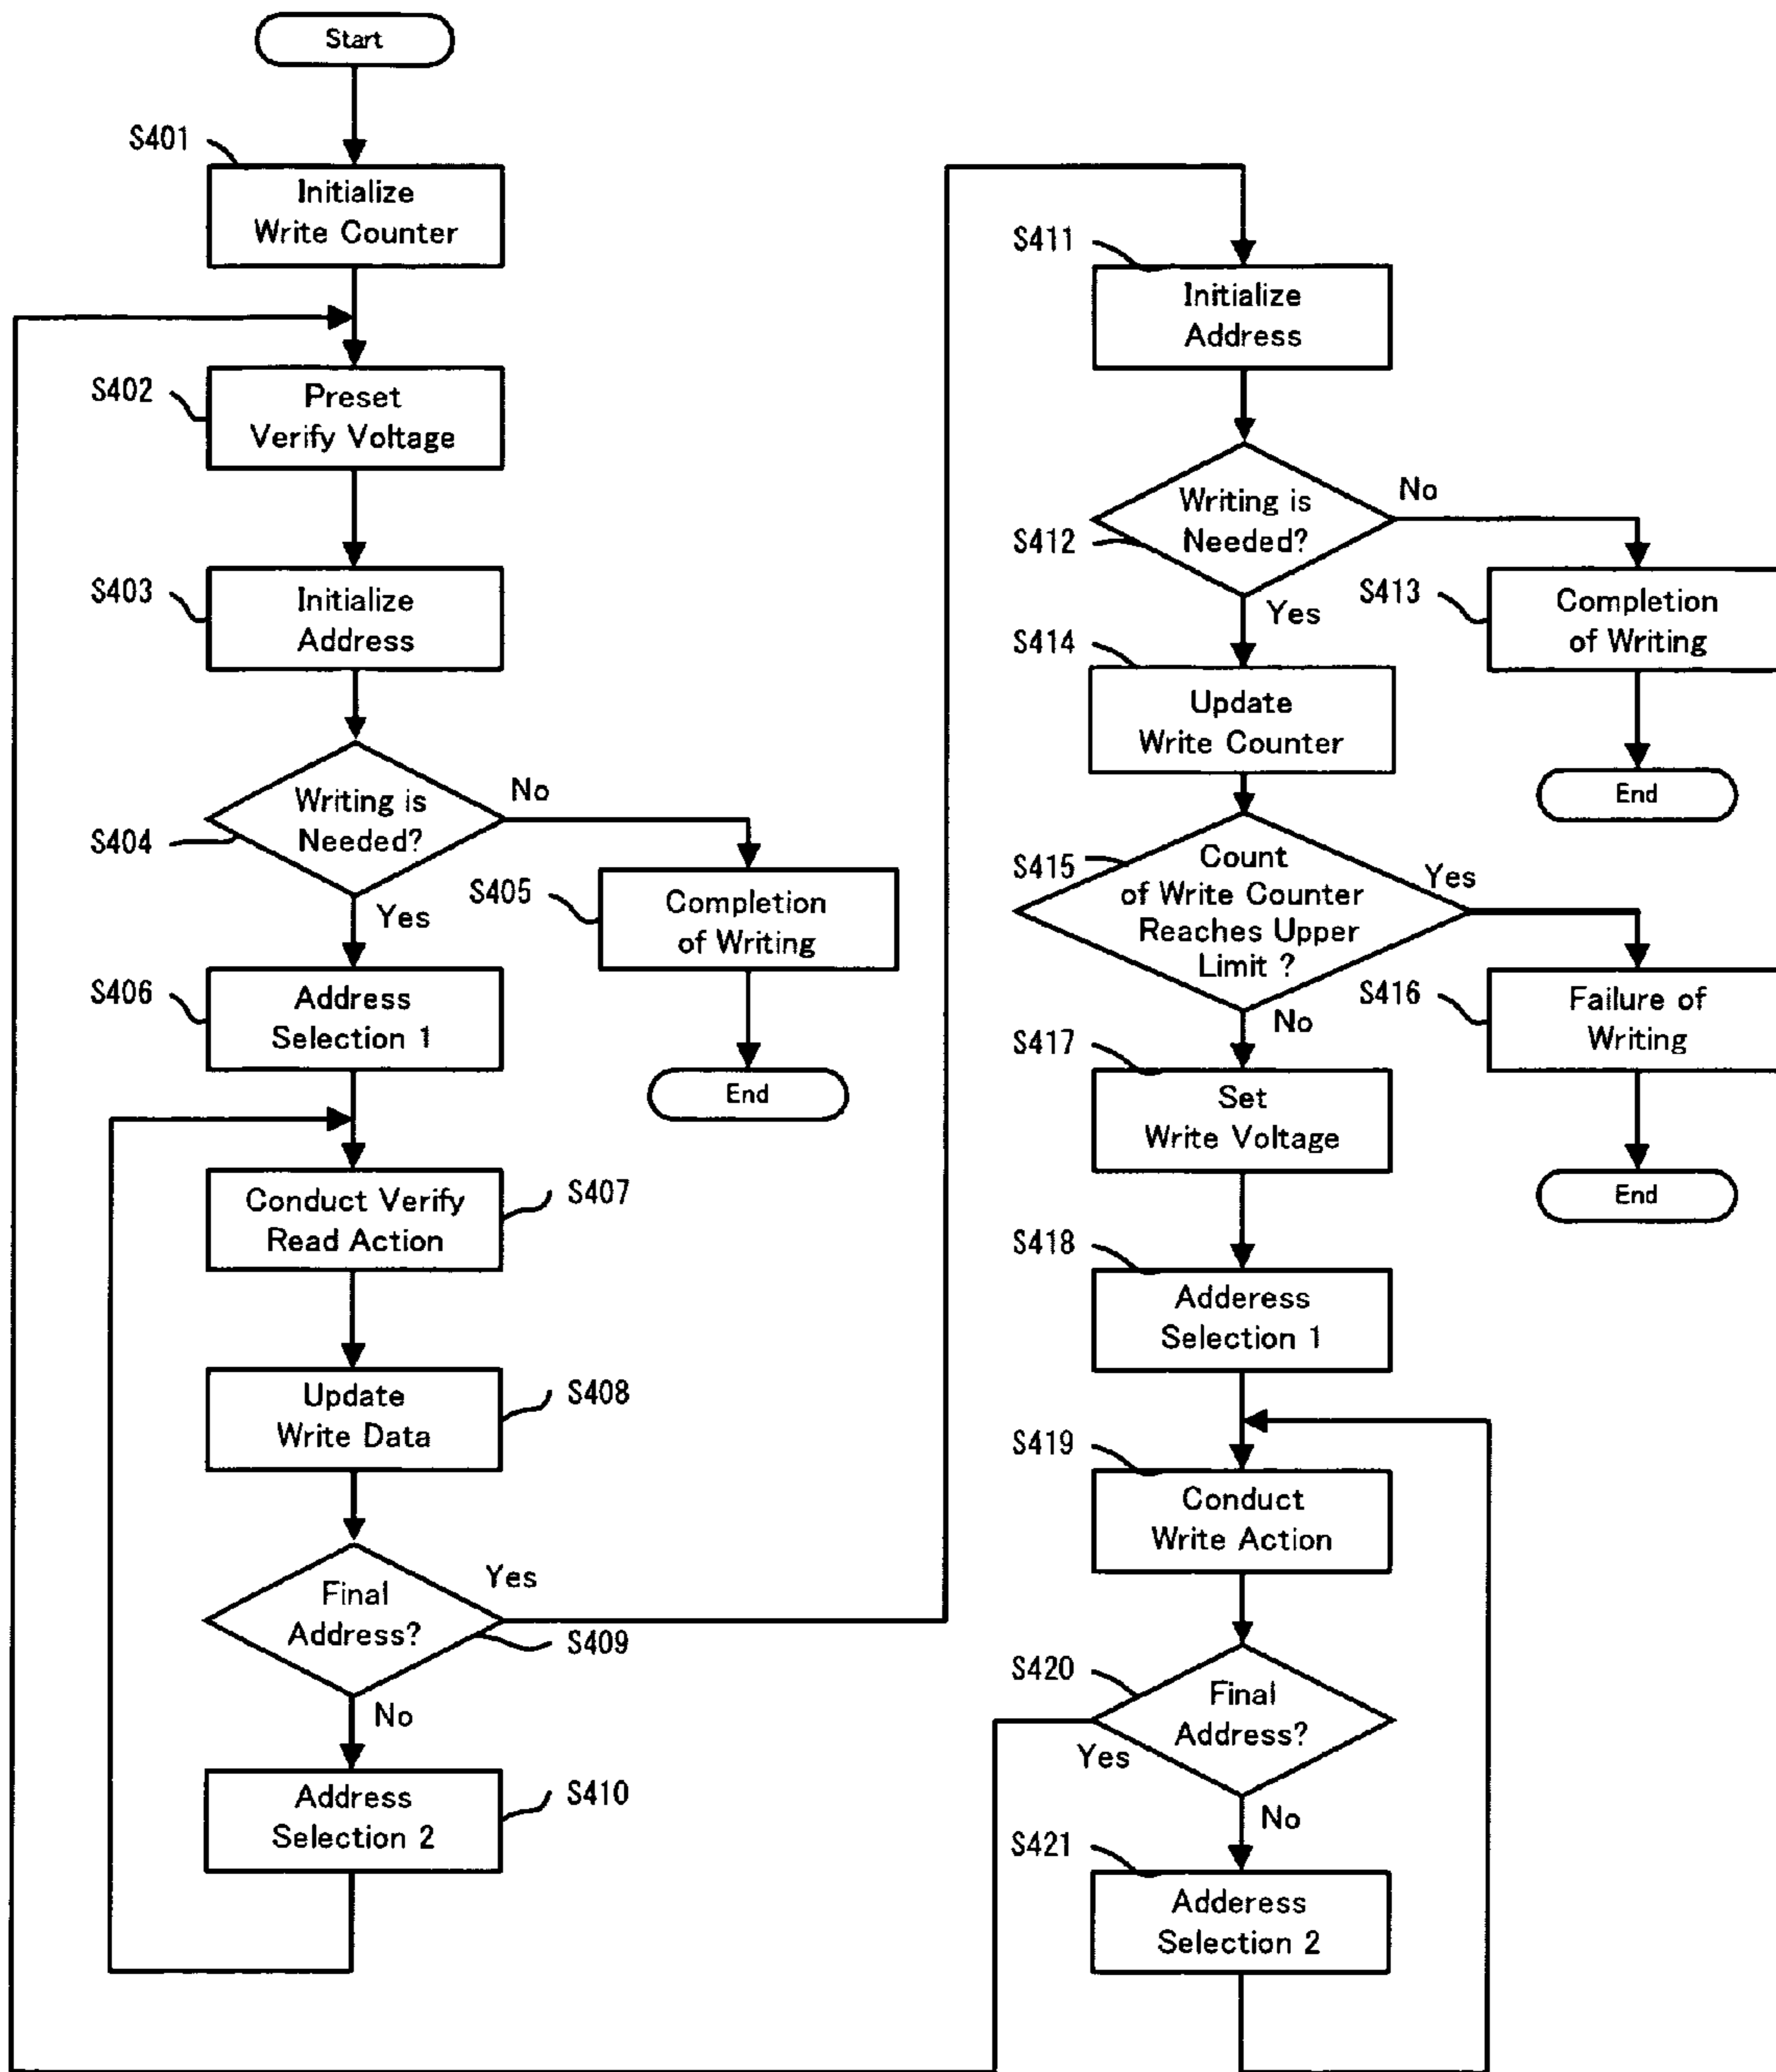 Start
S401
Initialize
Write Counter
S402
Preset
Verify Voltage
S403
Initialize
Address
S404
Writing is
Needed?
No
Yes
S405
Completion
of Writing
End
S406
Address
Selection 1
Conduct Verify
Read Action
S407
Update
Write Data
S408
Final
Address?
Yes
S409
No
Address
Selection 2
S410
S411
Initialize
Address
S412
Writing is
Needed?
No
Yes
S413
Completion
of Writing
End
S414
Update
Write Counter
S415
Count
of Write Counter
Reaches Upper
Limit ?
Yes
No
S416
Failure of
Writing
End
S417
Set
Write Voltage
S418
Adderess
Selection 1
S419
Conduct
Write Action
S420
Final
Address?
Yes
No
S421
Adderess
Selection 2